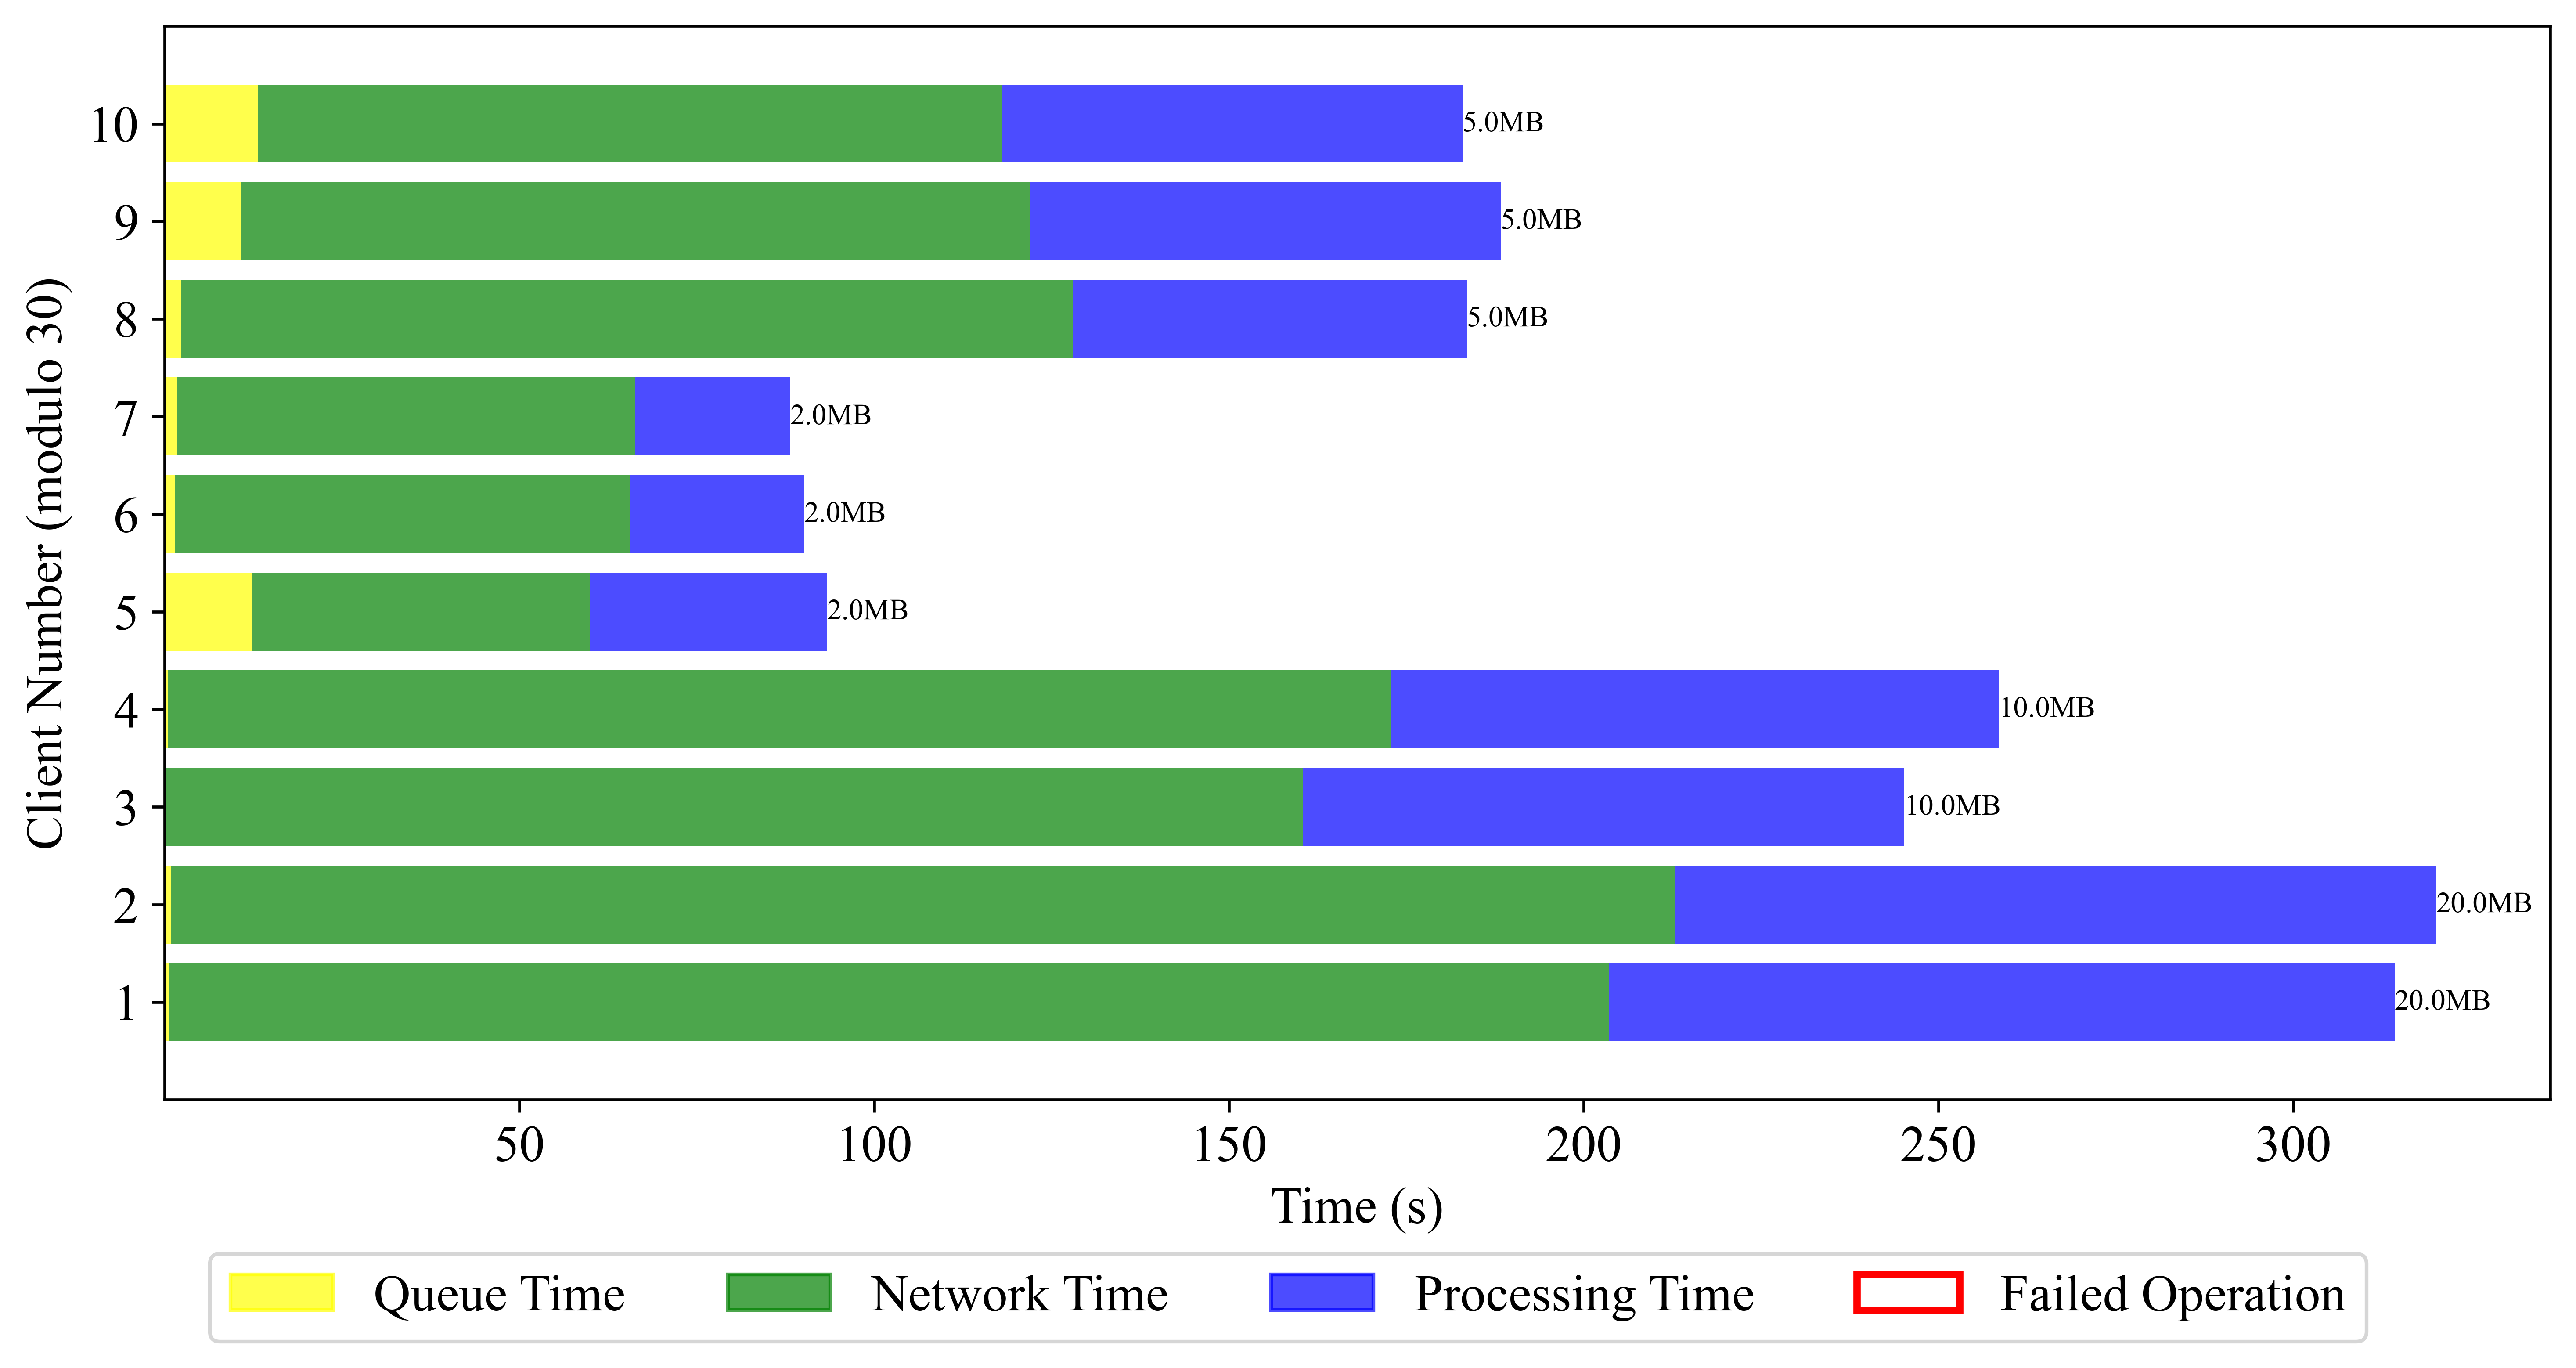 Client Number (modulo 30)
10
5.0MB
9
5.0MB
8
5.0MB
7
2.0MB
6
2.0MB
5
2.0MB
4
10.0MB
3
10.0MB
2
20.0MB
1
20.0MB
50 100 150 200 250 300
Time (s)
Queue Time Network Time Processing Time Failed Operation